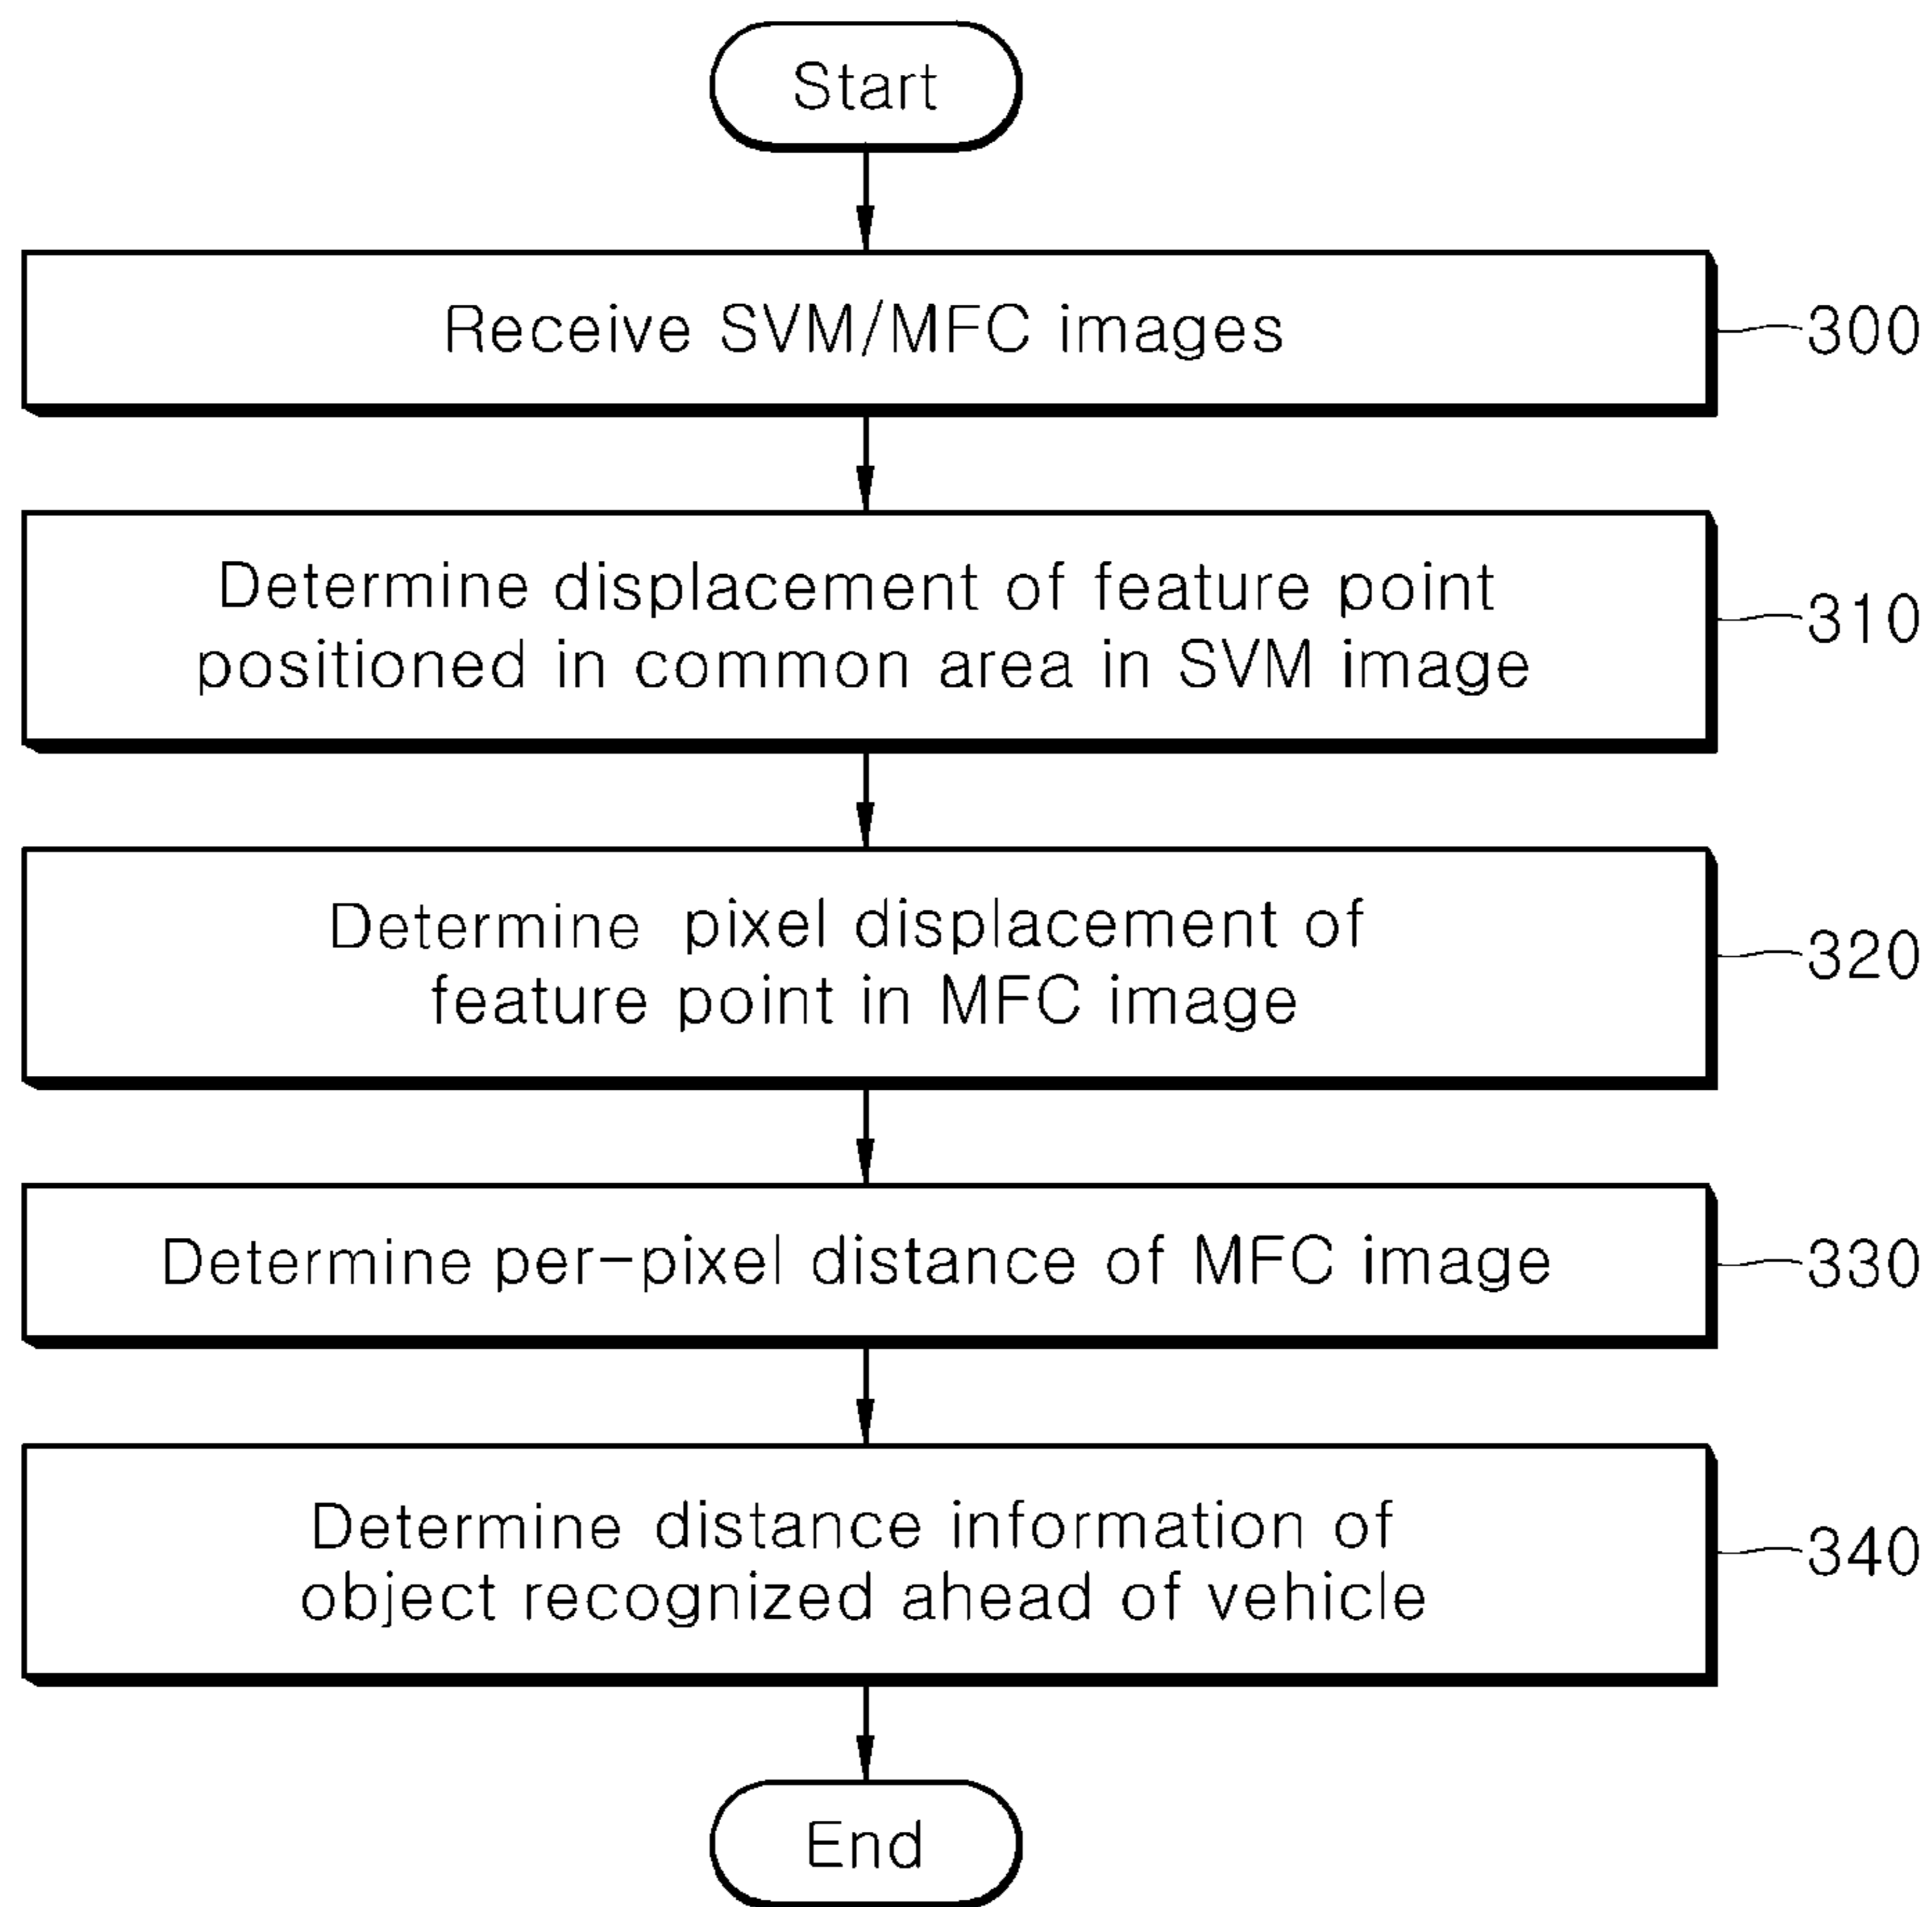 Start
Receive SVM/MFC images
300
Determine displacement of feature point
positioned in common area in SVM image
310
Determine pixel displacement of
feature point in MFC image
320
Determine per-pixel distance of MFC image
330
Determine distance information of
object recognized ahead of vehicle
340
End